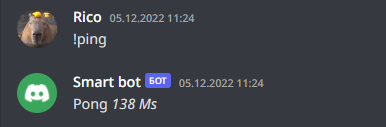 Rico 05.12.2022 11:24
!ping
Smart bot БОТ 05.12.2022 11:24
Pong 138 Ms